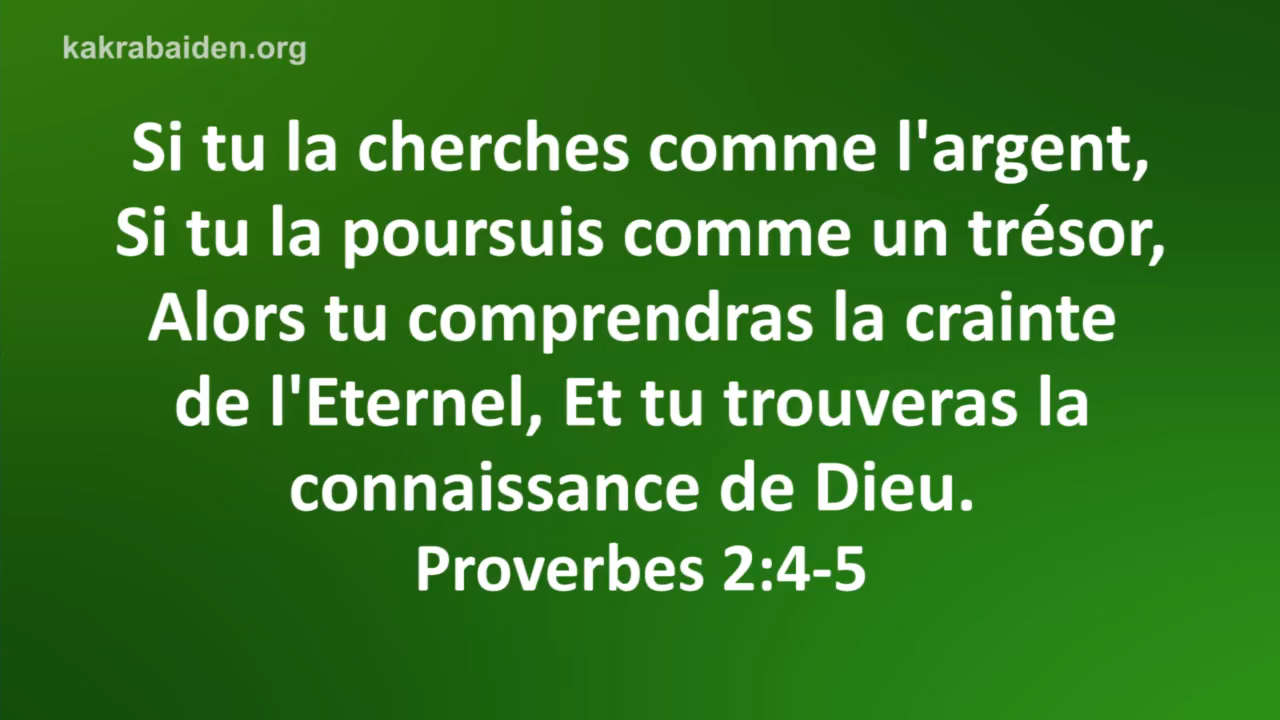 kakrabaiden.org
Si tu la cherches comme l'argent,
Si tu la poursuis comme un trésor,
Alors tu comprendras la crainte
de l'Eternel, Et tu trouveras la
connaissance de Dieu.
Proverbes 2:4-5